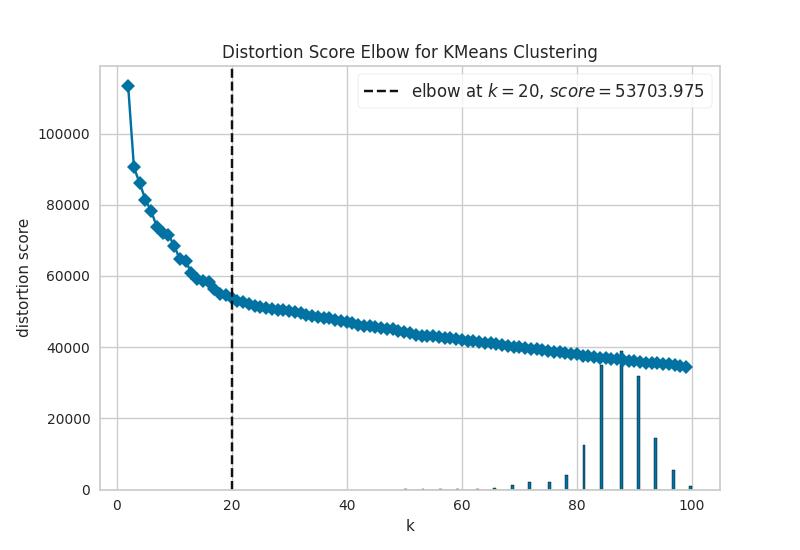 Distortion Score Elbow for KMeans Clustering
elbow at k = 20, score = 53703.975
100000
80000
60000
40000
20000
0
distortion score
0 20 40 60 80 100
k